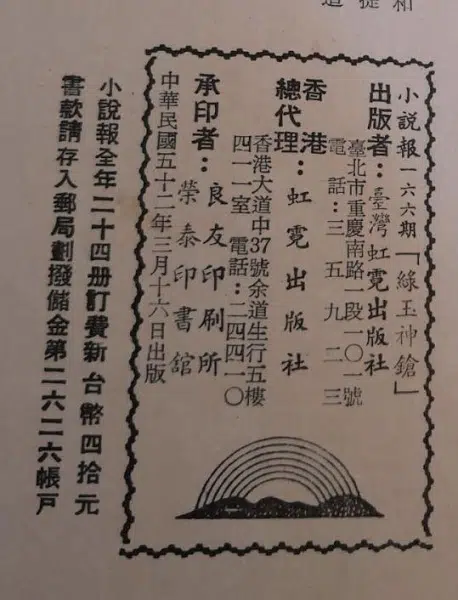 小說報一六六期「綠玉神鎗」
出版者：臺灣虹霓出版社
臺北市重慶南路一段一〇一號
電話：三五九二三
香港總代理：虹霓出版社
香港大道中37號余道生行五樓
四一一室 電話：二四四一〇
承印者：良友印刷所
榮泰印書館
中華民國五十二年三月十六日出版
小說報全年二十四册訂費新台幣四拾元
書款請存入郵局劃撥儲金第二六二六帳戶